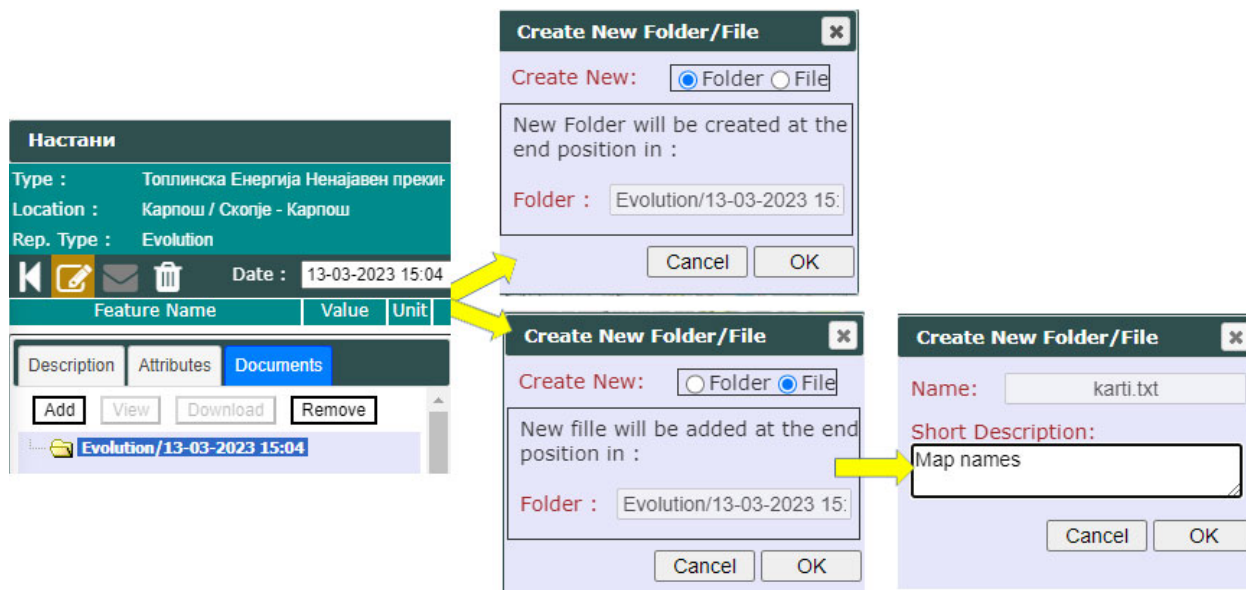 Настани
Type : Топлинска Енергија Ненајавен прекин
Location : Карпош / Скопје - Карпош
Rep. Type : Evolution
Date : 13-03-2023 15:04
Feature Name Value Unit
Description Attributes Documents
Add View Download Remove
Evolution/13-03-2023 15:04
Create New Folder/File
Create New: Folder File
New Folder will be created at the
end position in :
Folder : Evolution/13-03-2023 15:
Cancel OK
Create New Folder/File
Create New: Folder File
New fille will be added at the end
position in :
Folder : Evolution/13-03-2023 15:
Cancel OK
Create New Folder/File
Name: karti.txt
Short Description:
Map names
Cancel OK